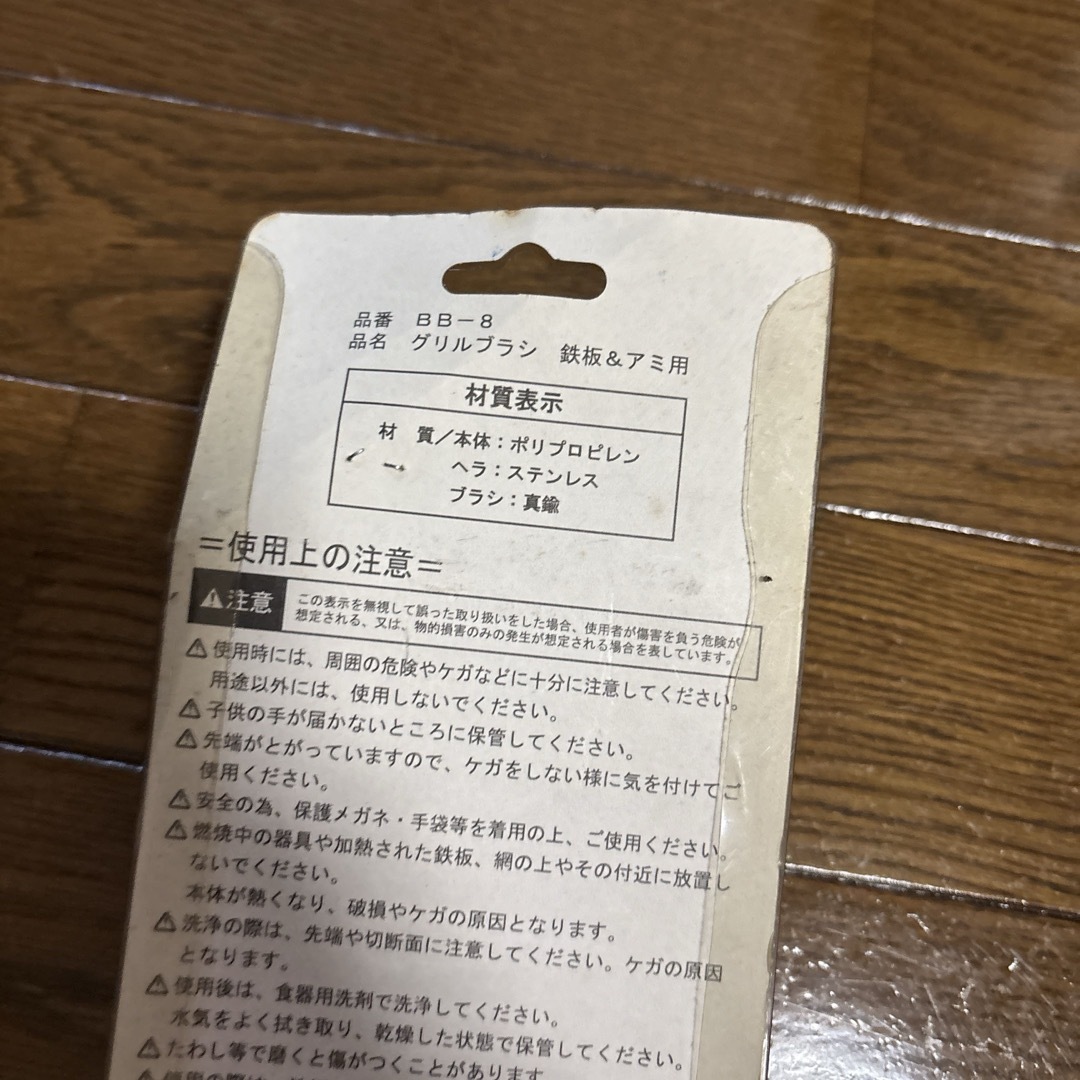 品番 BB－8
品名 グリルブラシ 鉄板＆アミ用
材質表示
材 質／本体：ポリプロピレン
ヘラ：ステンレス
ブラシ：真鍮
＝使用上の注意＝
⚠注意
この表示を無視して誤った取り扱いをした場合、使用者が傷害を負う危険が
想定される、又は、物的損害のみの発生が想定される場合を表しています。
⚠使用時には、周囲の危険やケガなどに十分に注意してください。
用途以外には、使用しないでください。
⚠子供の手が届かないところに保管してください。
⚠先端がとがっていますので、ケガをしない様に気を付けてご
使用ください。
⚠安全の為、保護メガネ・手袋等を着用の上、ご使用ください。
⚠燃焼中の器具や加熱された鉄板、網の上やその付近に放置し
ないでください。
本体が熱くなり、破損やケガの原因となります。
⚠洗浄の際は、先端や切断面に注意してください。ケガの原因
となります。
⚠使用後は、食器用洗剤で洗浄してください。
水気をよく拭き取り、乾燥した状態で保管してください。
⚠たわし等で磨くと傷がつくことがあります。